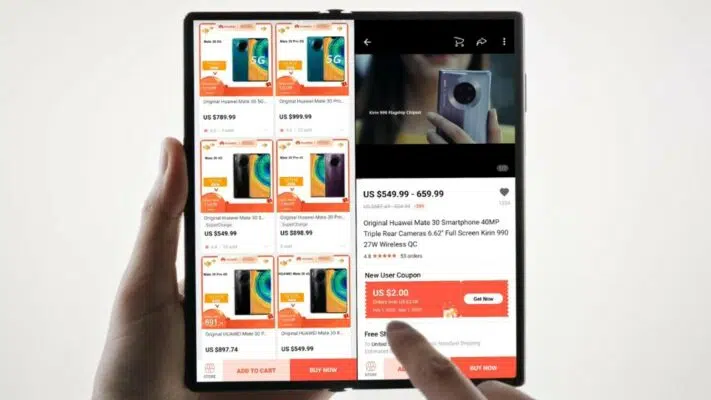 Mate 30 5G
5G
Original Huawei Mate 30 5G...
US $789.99
Mate 30 Pro 5G
5G
Original Huawei Mate 30 Pro...
US $999.99
Mate 30 4G
Original Huawei Mate 30 S...
SuperCharge
US $549.99
Mate 30 Pro 4G
Original Huawei Mate 30 Pro...
SuperCharge
US $898.99
Original HUAWEI Mate 30 P...
US $897.74
Original HUAWEI Mate 30 8...
US $549.99
STORE
ADD TO CART
BUY NOW
Kirin 990 Flagship Chipset
US $549.99 - 659.99
Original Huawei Mate 30 Smartphone 40MP
Triple Rear Cameras 6.62" Full Screen Kirin 990
27W Wireless QC
4.8 ★★★★★ 53 orders
New User Coupon
US $2.00
Get Now
Free Sh
STORE
BUY NOW